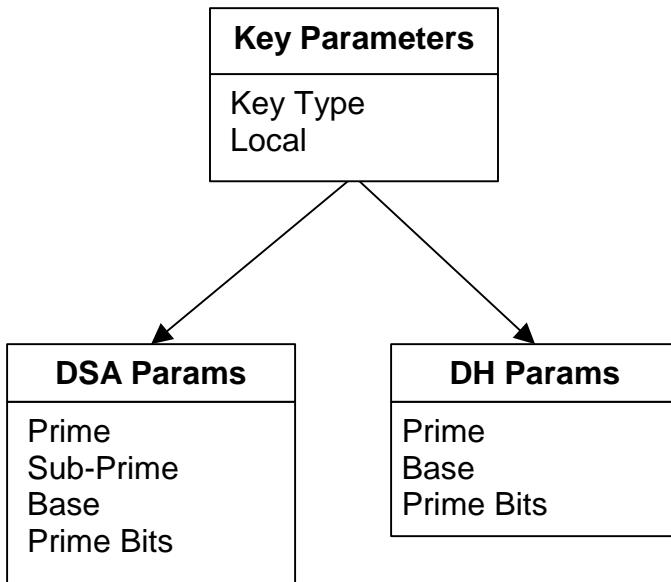 Key Parameters
Key Type
Local
DSA Params
Prime
Sub-Prime
Base
Prime Bits
DH Params
Prime
Base
Prime Bits